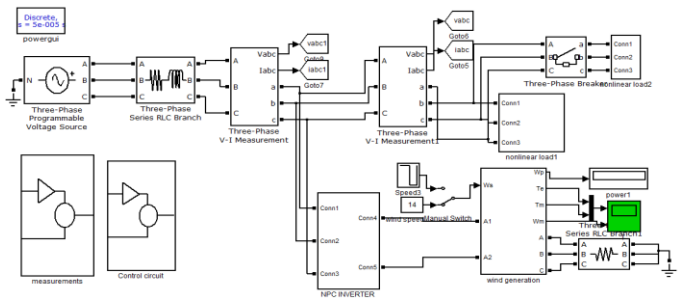 Discrete,
s = 5e-005 s
powergui
N
A
B
C
Three-Phase
Programmable
Voltage Source
A
B
C
A
B
C
Three-Phase
Series RLC Branch
A
B
C
Vabc
Iabc
a
b
c
Three-Phase
V-I Measurement
vabc1
iabc1
Goto7
A
B
C
Vabc
Iabc
a
b
c
Three-Phase
V-I Measurement1
vabc
Goto6
iabc
Goto5
A
B
C
a
b
c
Three-Phase Breaker
Conn1
Conn2
Conn3
nonlinear load2
Conn1
Conn2
Conn3
nonlinear load1
measurements
Control circuit
Conn1
Conn2
Conn3
Conn4
Conn5
NPC INVERTER
Speed3
14
wind speed
Manual Switch
Ws
A1
A2
Wp
Te
Tm
Wm
A
B
C
wind generation
power1
Series RLC Branch1
A
B
C
A
B
C